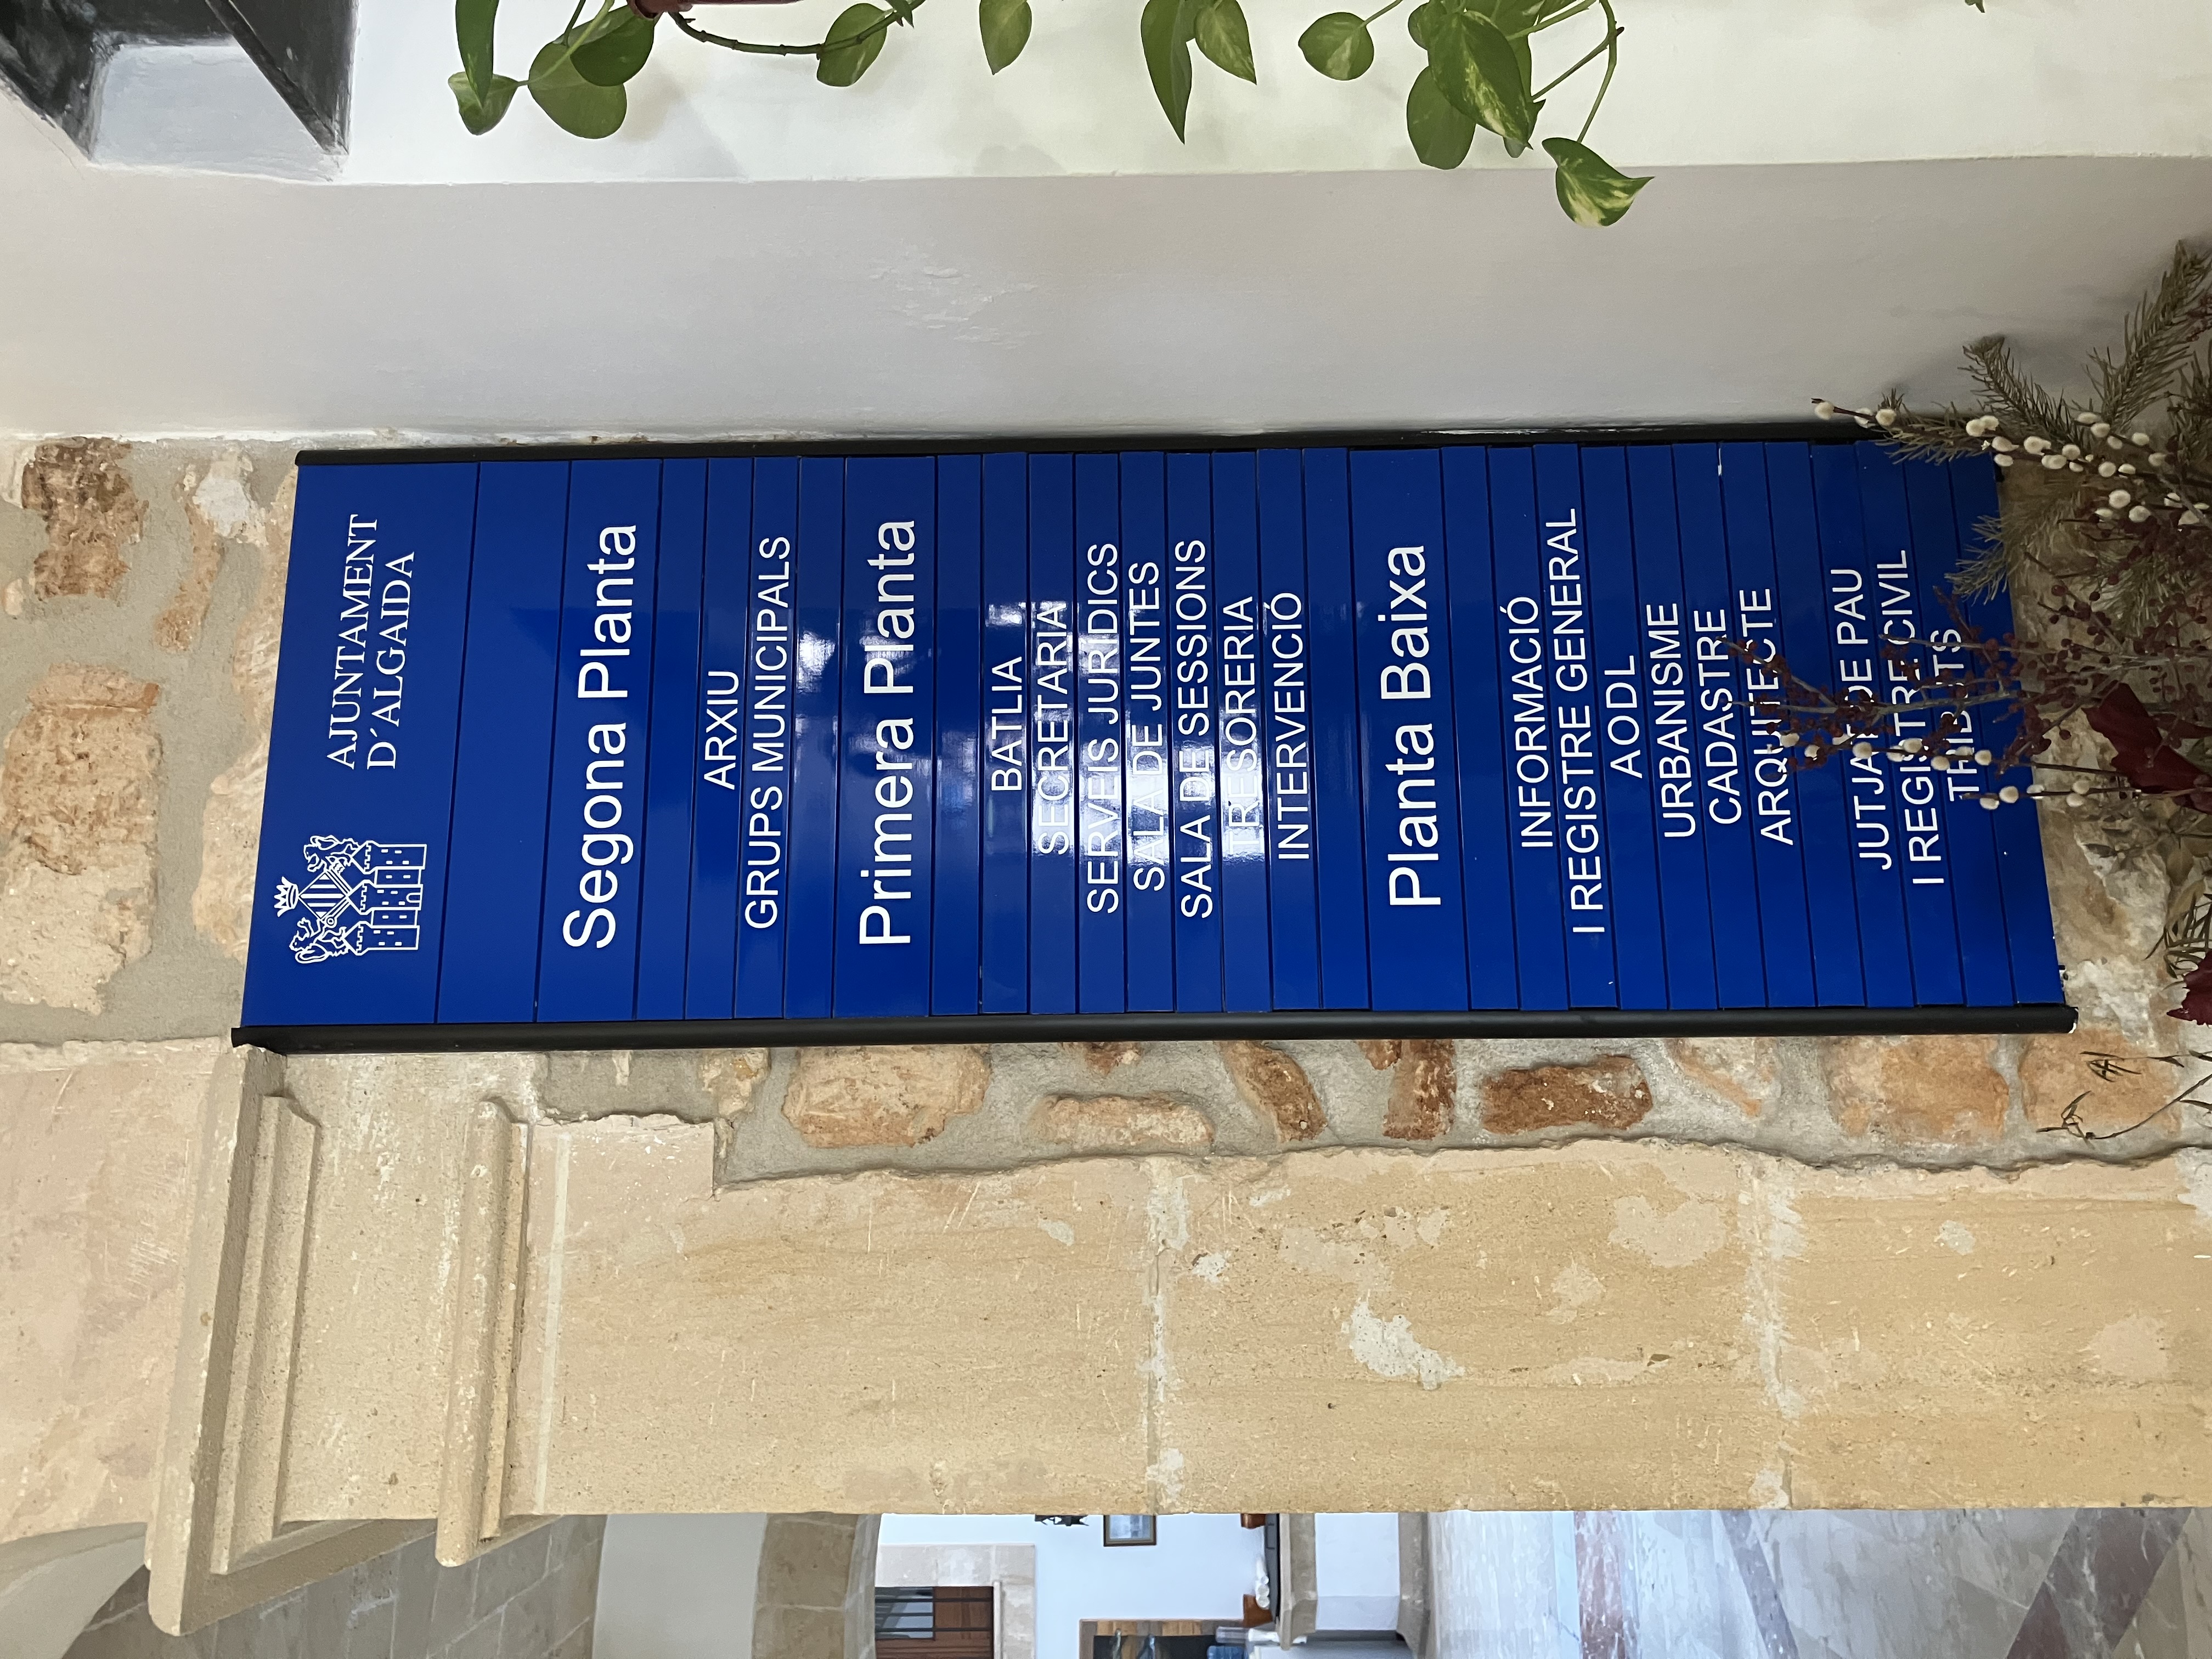 AJUNTAMENT
D´ALGAIDA
Segona Planta
ARXIU
GRUPS MUNICIPALS
Primera Planta
BATLIA
SECRETARIA
SERVEIS JURÍDICS
SALA DE JUNTES
SALA DE SESSIONS
TRESORERIA
INTERVENCIÓ
Planta Baixa
INFORMACIÓ
I REGISTRE GENERAL
AODL
URBANISME
CADASTRE
ARQUITECTE
JUTJAT DE PAU
I REGISTRE CIVIL
TRIBUTS